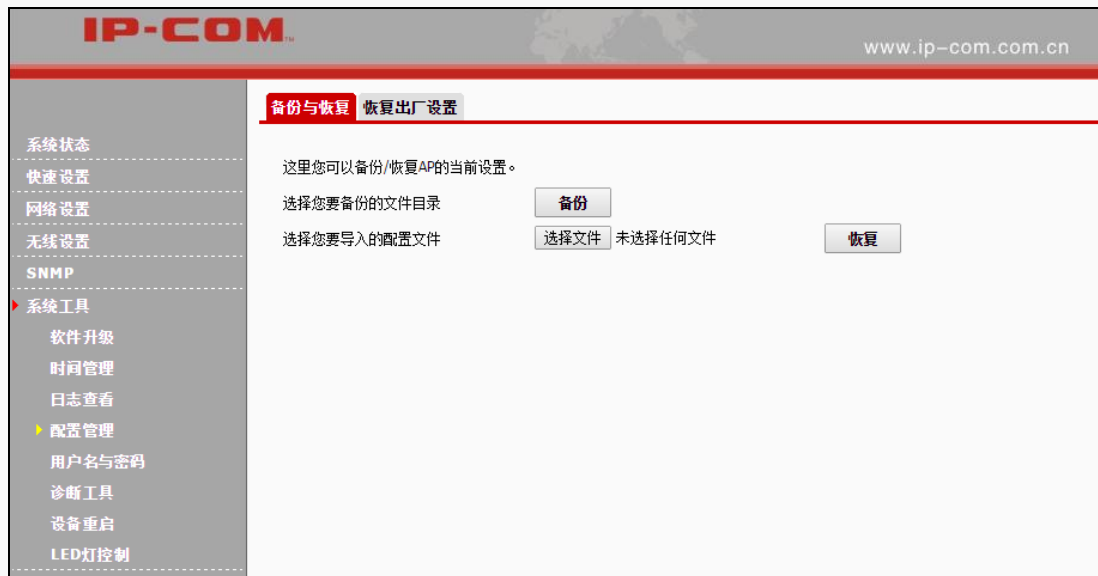 IP-COM
www.ip-com.com.cn
备份与恢复 恢复出厂设置
系统状态
快速设置
网络设置
无线设置
SNMP
系统工具
软件升级
时间管理
日志查看
配置管理
用户名与密码
诊断工具
设备重启
LED灯控制
这里您可以备份/恢复AP的当前设置。
选择您要备份的文件目录 备份
选择您要导入的配置文件 选择文件 未选择任何文件 恢复